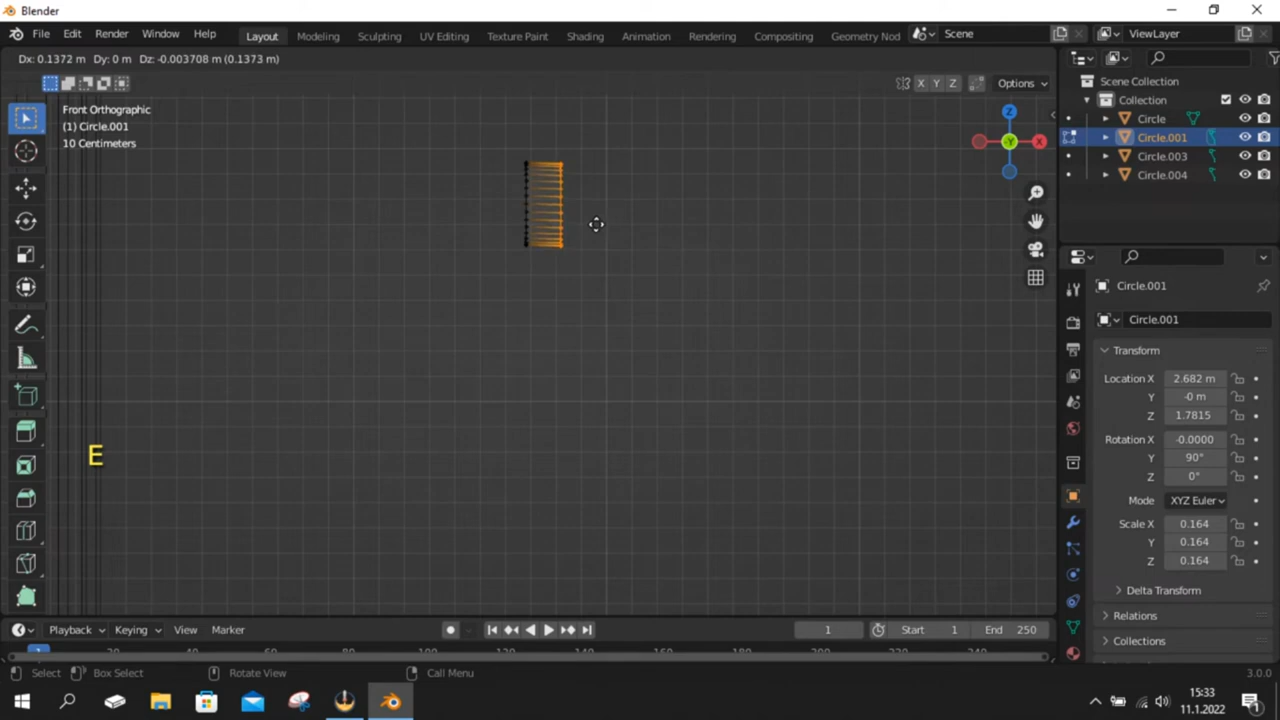 Blender
File Edit Render Window Help
Layout Modeling Sculpting UV Editing Texture Paint Shading Animation Rendering Compositing Geometry Nod
Scene
ViewLayer
Dx: 0.1372 m Dy: 0 m Dz: -0.003708 m (0.1373 m)
X Y Z
Options
Front Orthographic
(1) Circle.001
10 Centimeters
Z
X
-Y
E
Scene Collection
Collection
Circle
Circle.001
Circle.003
Circle.004
Circle.001
Circle.001
Transform
Location X 2.682 m
Y -0 m
Z 1.7815
Rotation X -0.0000
Y 90°
Z 0°
Mode XYZ Euler
Scale X 0.164
Y 0.164
Z 0.164
Delta Transform
Relations
Collections
Playback Keying View Marker
1
Start 1
End 250
Select Box Select Rotate View Call Menu
3.0.0
15:33
11.1.2022